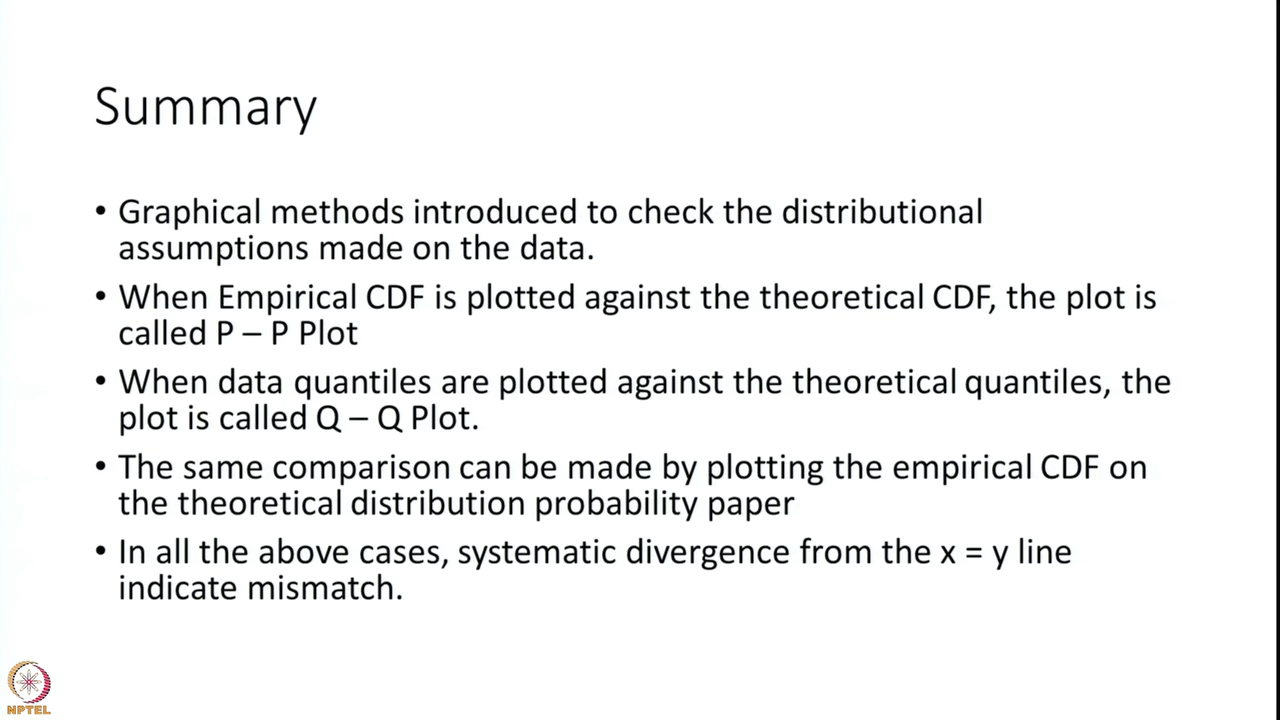 Summary
• Graphical methods introduced to check the distributional
assumptions made on the data.
• When Empirical CDF is plotted against the theoretical CDF, the plot is
called P – P Plot
• When data quantiles are plotted against the theoretical quantiles, the
plot is called Q – Q Plot.
• The same comparison can be made by plotting the empirical CDF on
the theoretical distribution probability paper
• In all the above cases, systematic divergence from the x = y line
indicate mismatch.
NPTEL